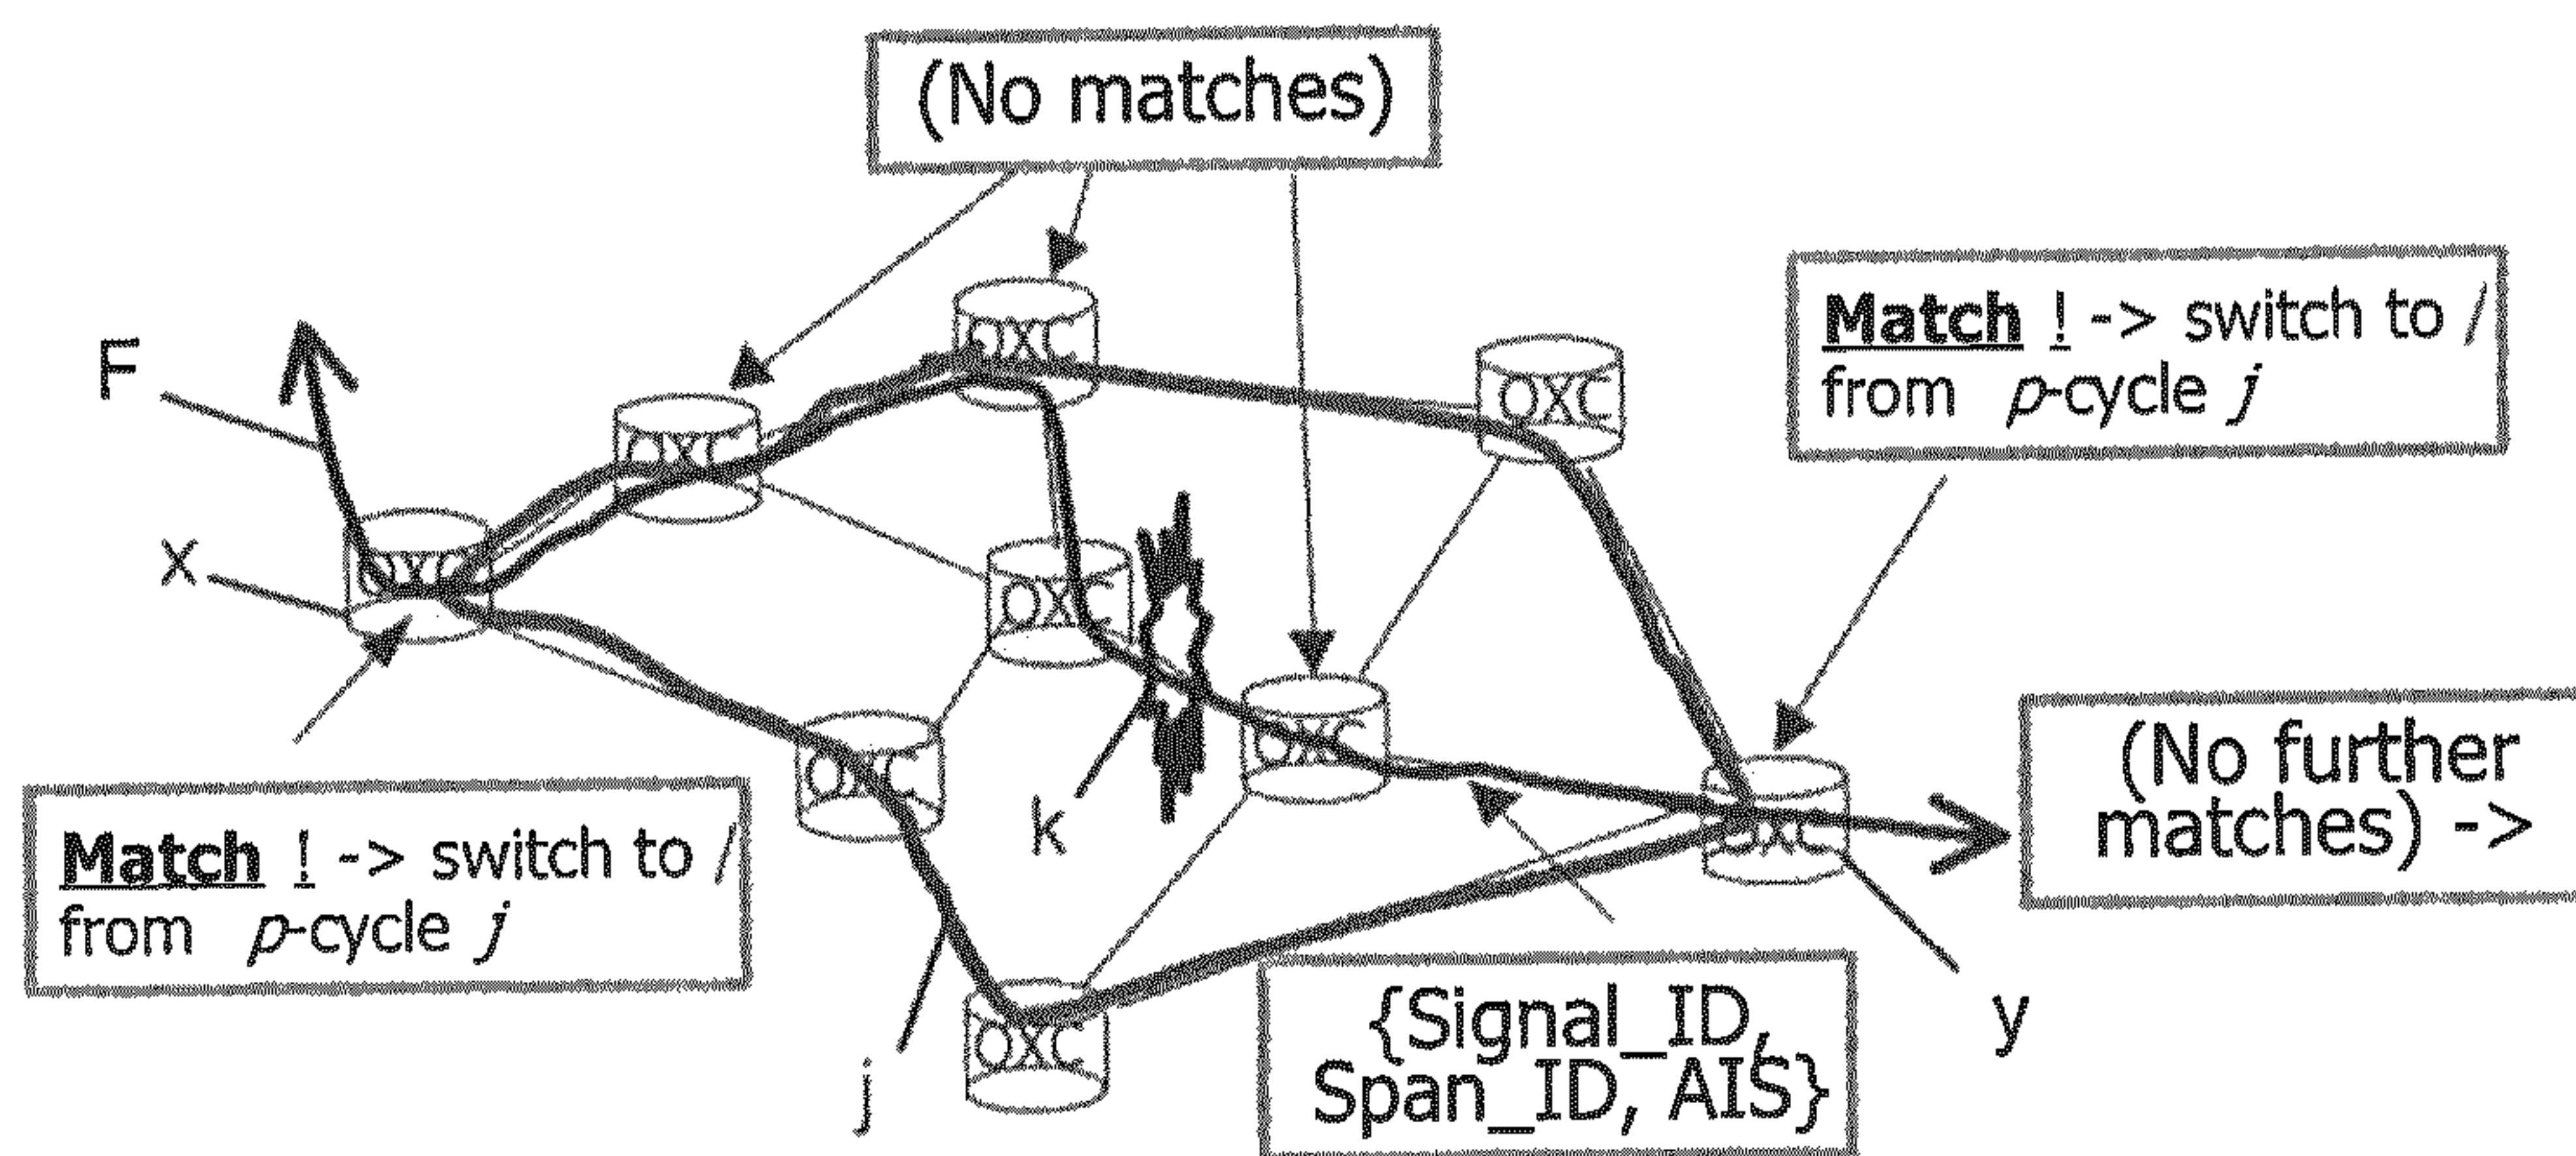 (No matches)
Match ! -> switch to /
from p-cycle j
F
OXC
OXC
OXC
OXC
X
OXC
OXC
OXC
OXC
(No further
matches) ->
k
Match ! -> switch to /
from p-cycle j
OXC
{Signal_ID,
Span_ID, AIS}
y
j